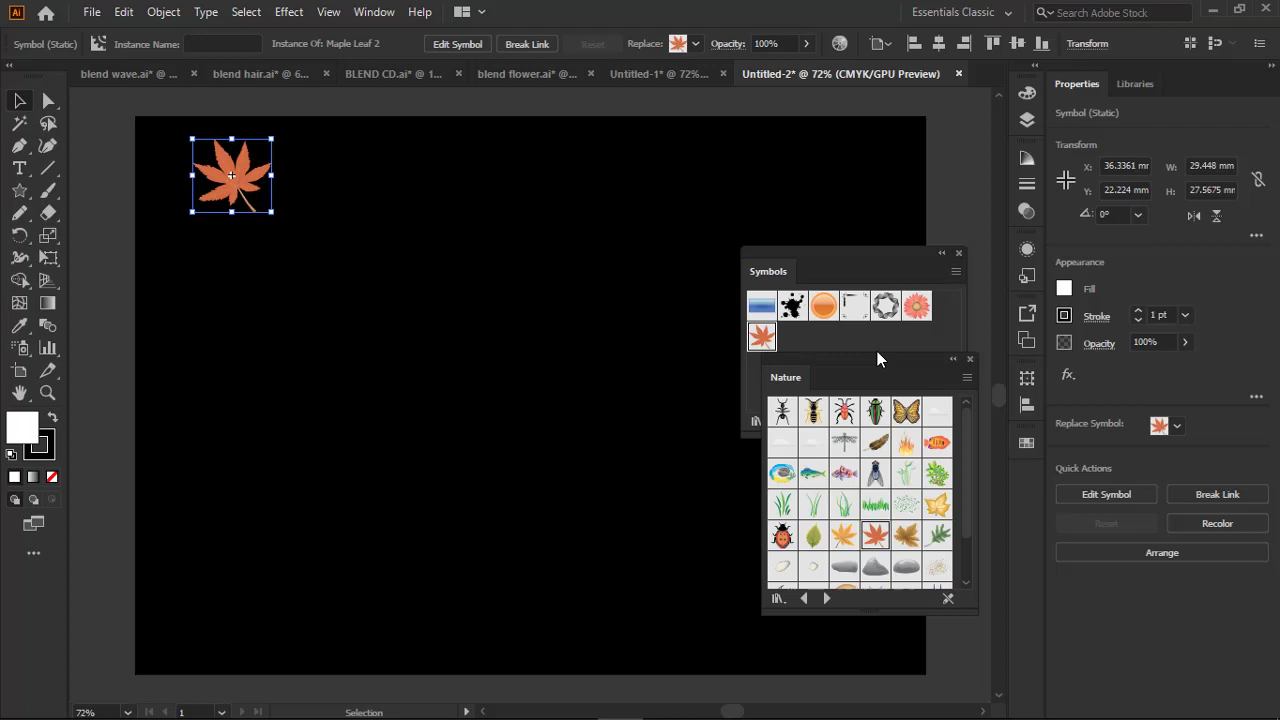 Ai File Edit Object Type Select Effect View Window Help Essentials Classic Search Adobe Stock
Symbol (Static) Instance Name: Instance Of: Maple Leaf 2 Edit Symbol Break Link Reset Replace: Opacity: 100% Transform
blend wave.ai* @ ... × blend hair.ai* @ 6... × BLEND CD.ai* @ 1... × blend flower.ai* @... × Untitled-1* @ 72%... × Untitled-2* @ 72% (CMYK/GPU Preview) ×
Properties Libraries
Symbol (Static)
Transform
X: 36.3361 mm W: 29.448 mm
Y: 22.224 mm H: 27.5675 mm
0°
Appearance
Fill
Stroke 1 pt
Opacity 100%
fx.
Replace Symbol:
Quick Actions
Edit Symbol Break Link
Reset Recolor
Arrange
Symbols
Nature
72% 1 Selection